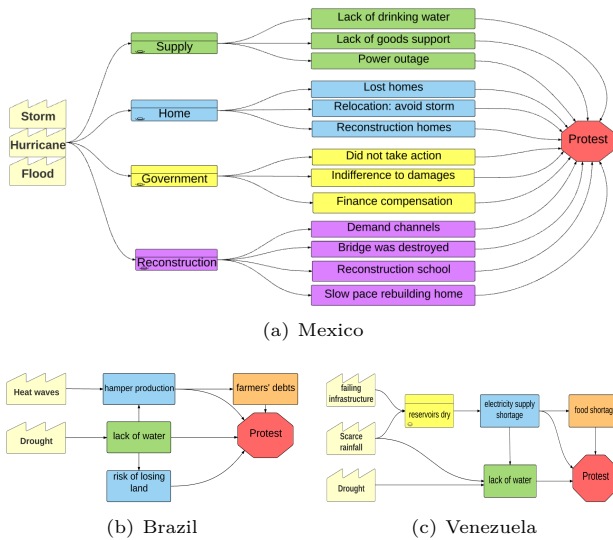 Storm
Hurricane
Flood
Supply
Home
Government
Reconstruction
Lack of drinking water
Lack of goods support
Power outage
Lost homes
Relocation: avoid storm
Reconstruction homes
Did not take action
Indifference to damages
Finance compensation
Demand channels
Bridge was destroyed
Reconstruction school
Slow pace rebuilding home
Protest
(a) Mexico
Heat waves
Drought
hamper production
lack of water
risk of losing
land
farmers' debts
Protest
(b) Brazil
failing
infrastructure
Scarce
rainfall
Drought
reservoirs dry
electricity supply
shortage
lack of water
food shortag
Protest
(c) Venezuela